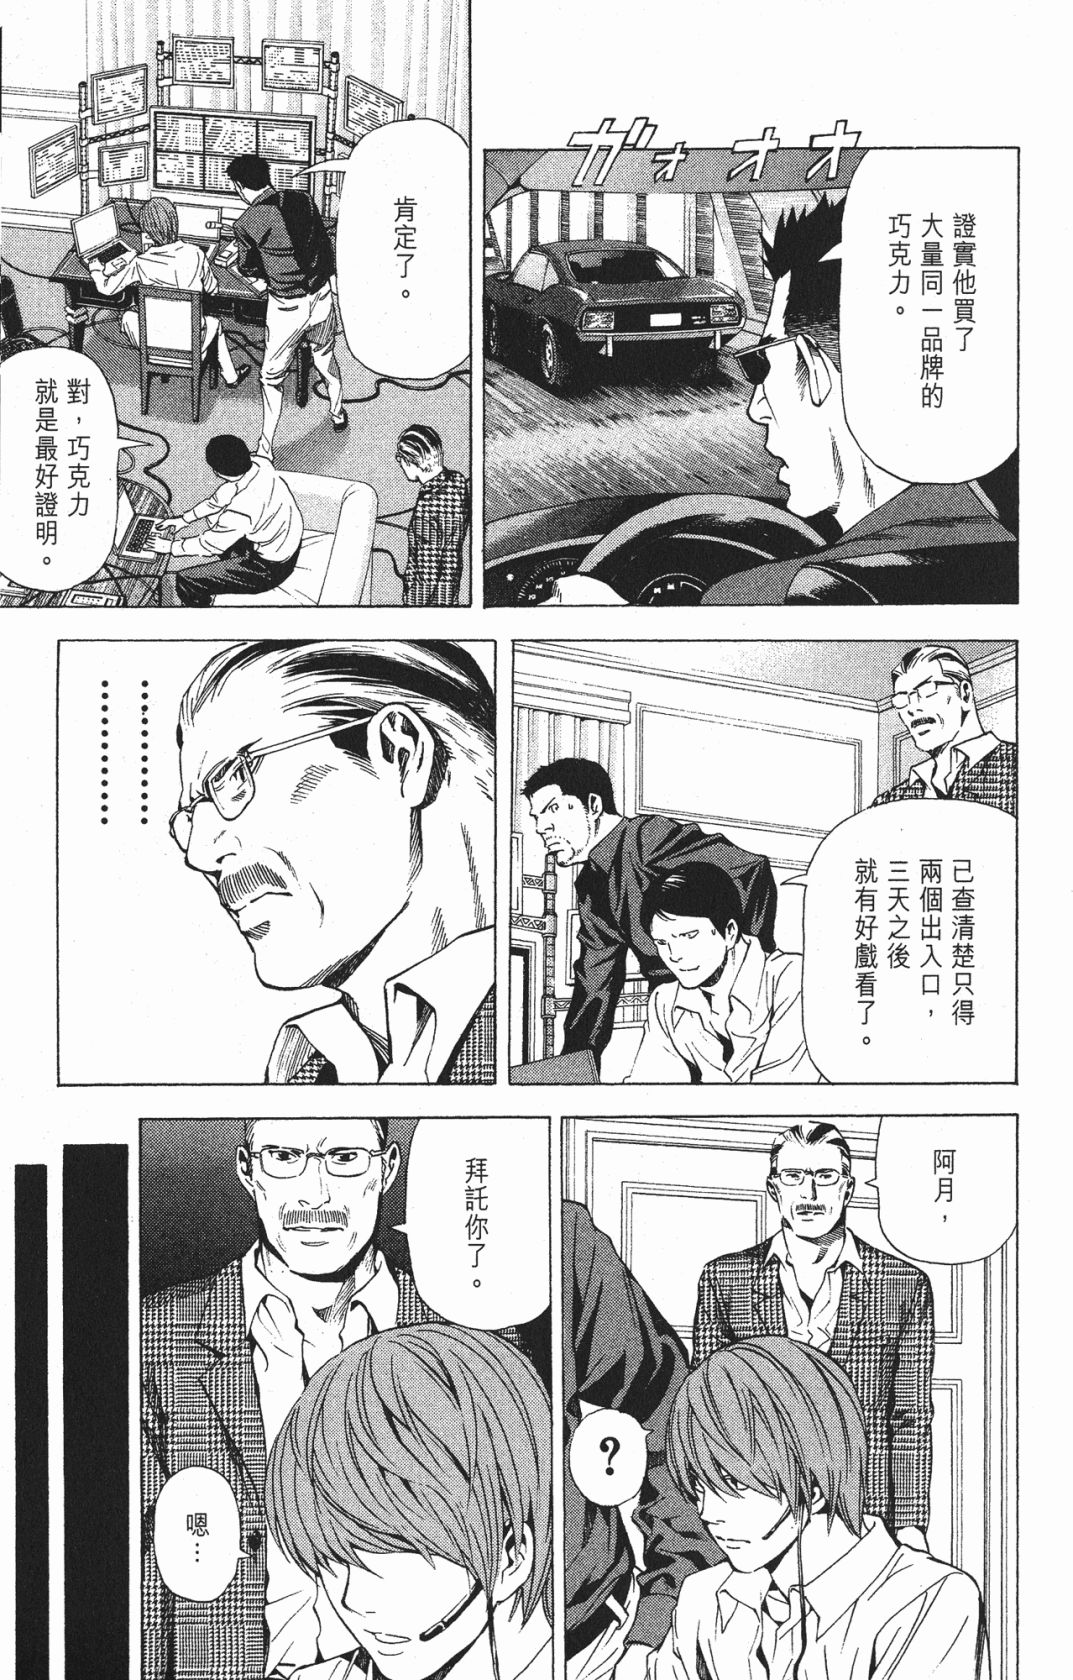 ガォオオ
證實他買了
大量同一品牌的
巧克力。
肯定了。
對，巧克力
就是最好證明。
已查清楚只得
兩個出入口，
三天之後
就有好戲看了。
………………
………………
阿月，
?
拜託你了。
嗯…